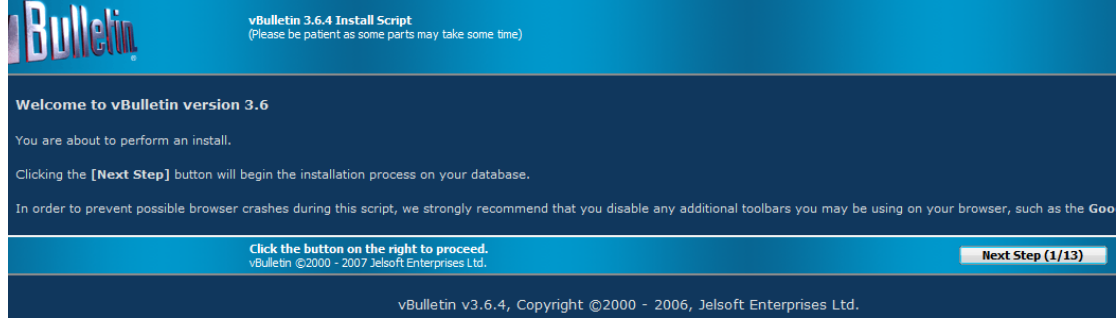 vBulletin
vBulletin 3.6.4 Install Script
(Please be patient as some parts may take some time)
Welcome to vBulletin version 3.6
You are about to perform an install.
Clicking the [Next Step] button will begin the installation process on your database.
In order to prevent possible browser crashes during this script, we strongly recommend that you disable any additional toolbars you may be using on your browser, such as the Goo
Click the button on the right to proceed.
vBulletin ©2000 - 2007 Jelsoft Enterprises Ltd.
Next Step (1/13)
vBulletin v3.6.4, Copyright ©2000 - 2006, Jelsoft Enterprises Ltd.